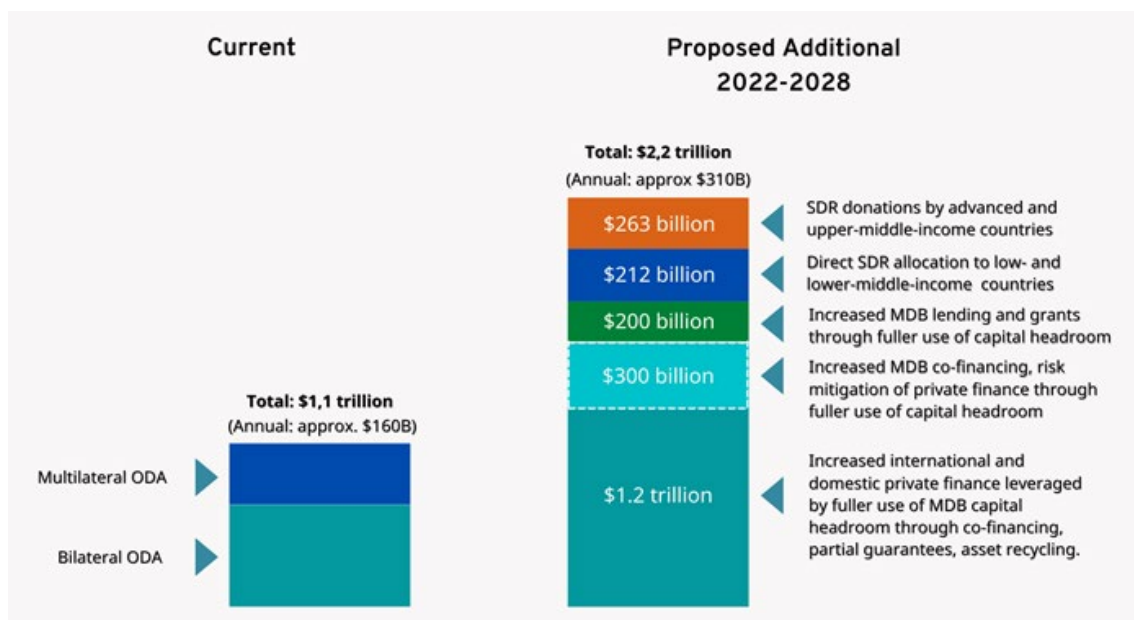 Current
Total: $1,1 trillion
(Annual: approx. $160B)
Multilateral ODA
Bilateral ODA
Proposed Additional
2022-2028
Total: $2,2 trillion
(Annual: approx $310B)
$263 billion
SDR donations by advanced and
upper-middle-income countries
$212 billion
Direct SDR allocation to low- and
lower-middle-income countries
$200 billion
Increased MDB lending and grants
through fuller use of capital headroom
$300 billion
Increased MDB co-financing, risk
mitigation of private finance through
fuller use of capital headroom
$1.2 trillion
Increased international and
domestic private finance leveraged
by fuller use of MDB capital
headroom through co-financing,
partial guarantees, asset recycling.